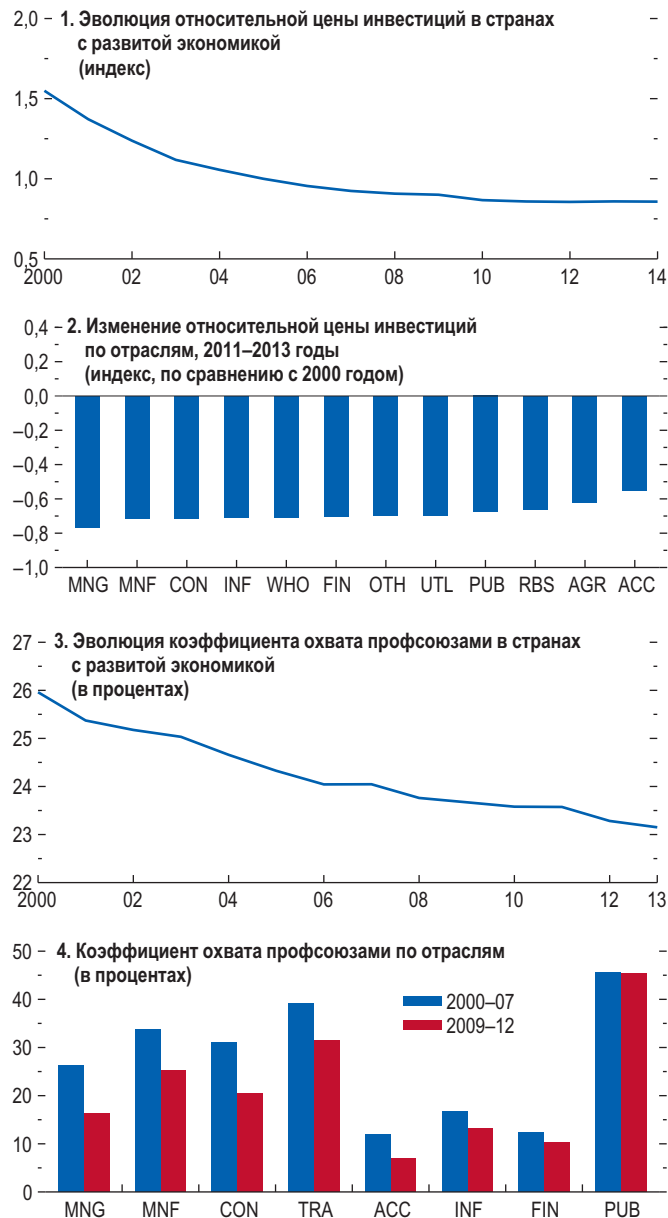 1. Эволюция относительной цены инвестиций в странах
с развитой экономикой
(индекс)
2,0
1,5
1,0
0,5
2000 02 04 06 08 10 12 14
2. Изменение относительной цены инвестиций
по отраслям, 2011–2013 годы
(индекс, по сравнению с 2000 годом)
0,4
0,2
0,0
–0,2
–0,4
–0,6
–0,8
–1,0
MNG MNF CON INF WHO FIN OTH UTL PUB RBS AGR ACC
3. Эволюция коэффициента охвата профсоюзами в странах
с развитой экономикой
(в процентах)
27
26
25
24
23
22
2000 02 04 06 08 10 12 13
4. Коэффициент охвата профсоюзами по отраслям
(в процентах)
2000–07
2009–12
50
40
30
20
10
0
MNG MNF CON TRA ACC INF FIN PUB